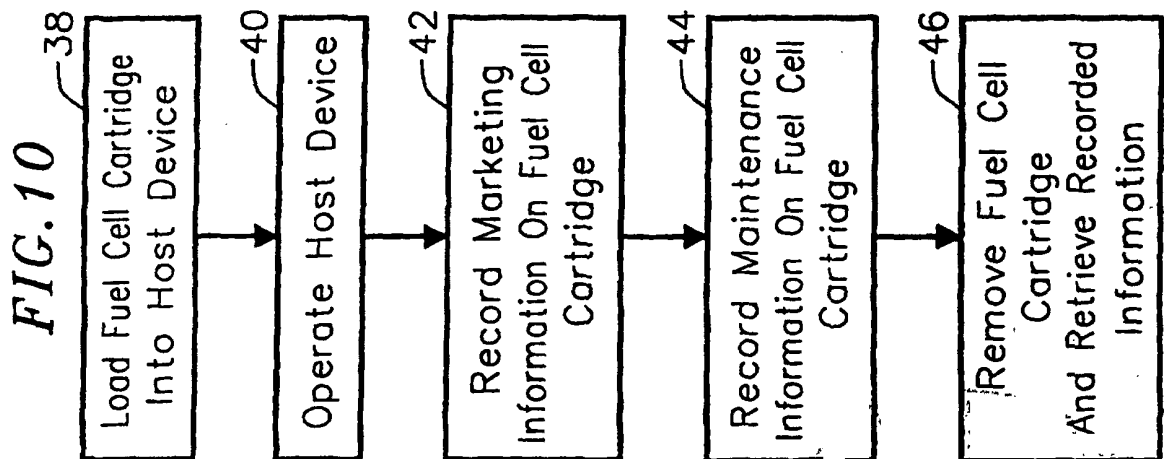 FIG.10
38
Load Fuel Cell Cartridge
Into Host Device
40
Operate Host Device
42
Record Marketing
Information On Fuel Cell
Cartridge
44
Record Maintenance
Information On Fuel Cell
Cartridge
46
Remove Fuel Cell
Cartridge
And Retrieve Recorded
Information